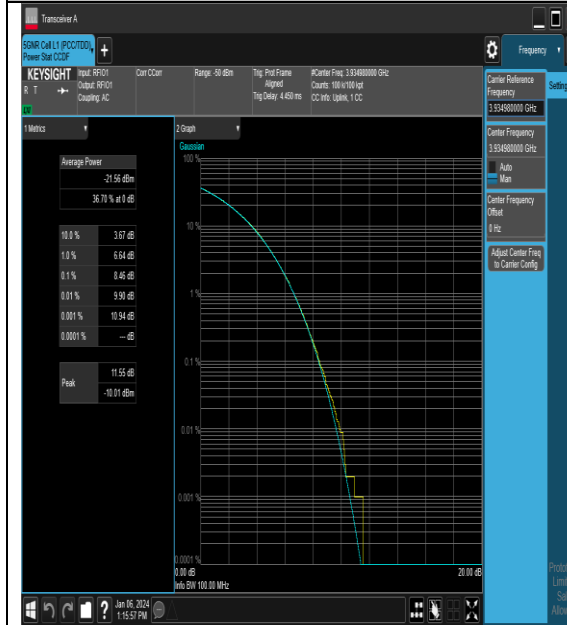 Transceiver A
5GNR Cell L1 (PCC/TDD),
Power Stat CCDF
+
Frequency
KEYSIGHT
R T
LXI
Input: RFIO1
Output: RFIO1
Coupling: AC
Corr CCorr
Range: -50 dBm
Trig: Prot Frame
Aligned
Trig Delay: 4.450 ms
#Center Freq: 3.934980000 GHz
Counts: 100 k/100 kpt
CC Info: Uplink, 1 CC
Carrier Reference
Frequency
3.934980000 GHz
Setting
Center Frequency
3.934980000 GHz
Auto
Man
Center Frequency
Offset
0 Hz
Adjust Center Freq
to Carrier Config
1 Metrics
Average Power
-21.56 dBm
36.70 % at 0 dB
10.0 % 3.67 dB
1.0 % 6.64 dB
0.1 % 8.46 dB
0.01 % 9.90 dB
0.001 % 10.94 dB
0.0001 % --- dB
Peak
11.55 dB
-10.01 dBm
2 Graph
Gaussian
100 %
10 %
1 %
0.1 %
0.01 %
0.001 %
0.0001 %
0.00 dB
20.00 dB
Info BW 100.00 MHz
Jan 06, 2024
1:15:57 PM
?